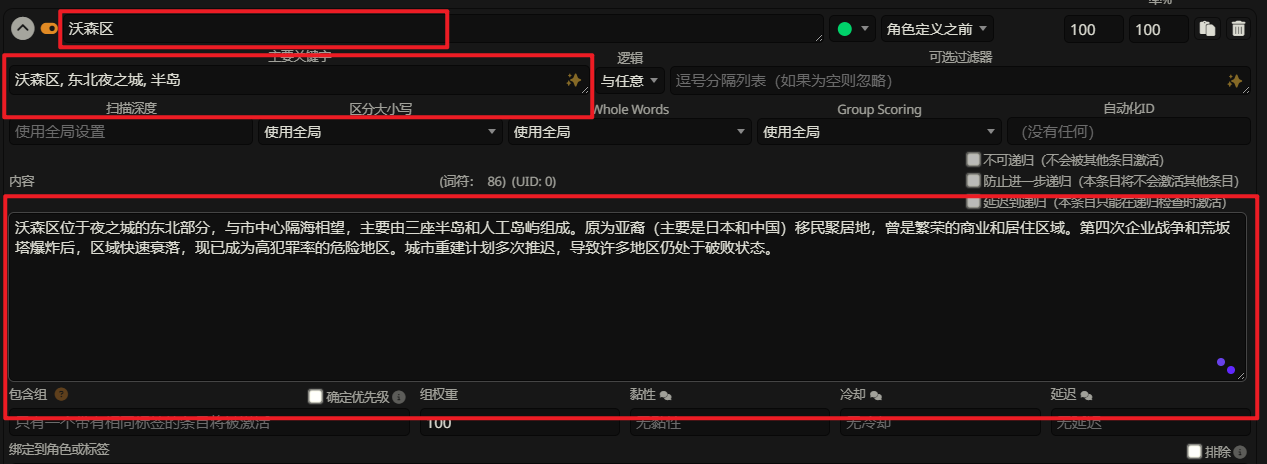 沃森区
角色定义之前
100
100
主要关键字
逻辑
可选过滤器
沃森区, 东北夜之城, 半岛
与任意
逗号分隔列表（如果为空则忽略）
扫描深度
区分大小写
Whole Words
Group Scoring
自动化ID
使用全局设置
使用全局
使用全局
使用全局
（没有任何）
不可递归（不会被其他条目激活）
内容
(词符： 86) (UID: 0)
防止进一步递归（本条目将不会激活其他条目）
延迟到递归（本条目只能在递归检查时激活）
沃森区位于夜之城的东北部分，与市中心隔海相望，主要由三座半岛和人工岛屿组成。原为亚裔（主要是日本和中国）移民聚居地，曾是繁荣的商业和居住区域。第四次企业战争和荒坂
塔爆炸后，区域快速衰落，现已成为高犯罪率的危险地区。城市重建计划多次推迟，导致许多地区仍处于破败状态。
包含组
确定优先级
组权重
黏性
冷却
延迟
只有一个带有相同标签的条目将被激活
100
无黏性
无冷却
无延迟
绑定到角色或标签
排除